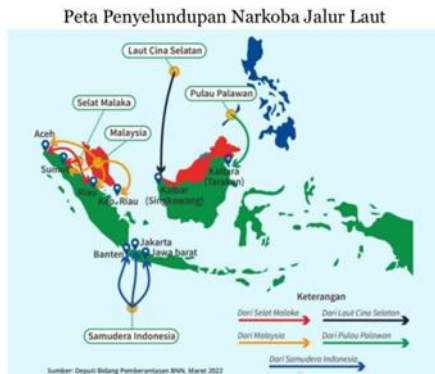 Peta Penyelundupan Narkoba Jalur Laut
Laut Cina Selatan
Pulau Palawan
Selat Malaka
Aceh
Malaysia
Sumut
Riau
Kep. Riau
Kalbar
(Singkawang)
Kaltara
(Tarakan)
Jakarta
Banten
Jawa barat
Samudera Indonesia
Keterangan
Dari Selat Malaka
Dari Laut Cina Selatan
Dari Malaysia
Dari Pulau Palawan
Dari Samudera Indonesia
Sumber: Deputi Bidang Pemberantasan BNN, Maret 2022